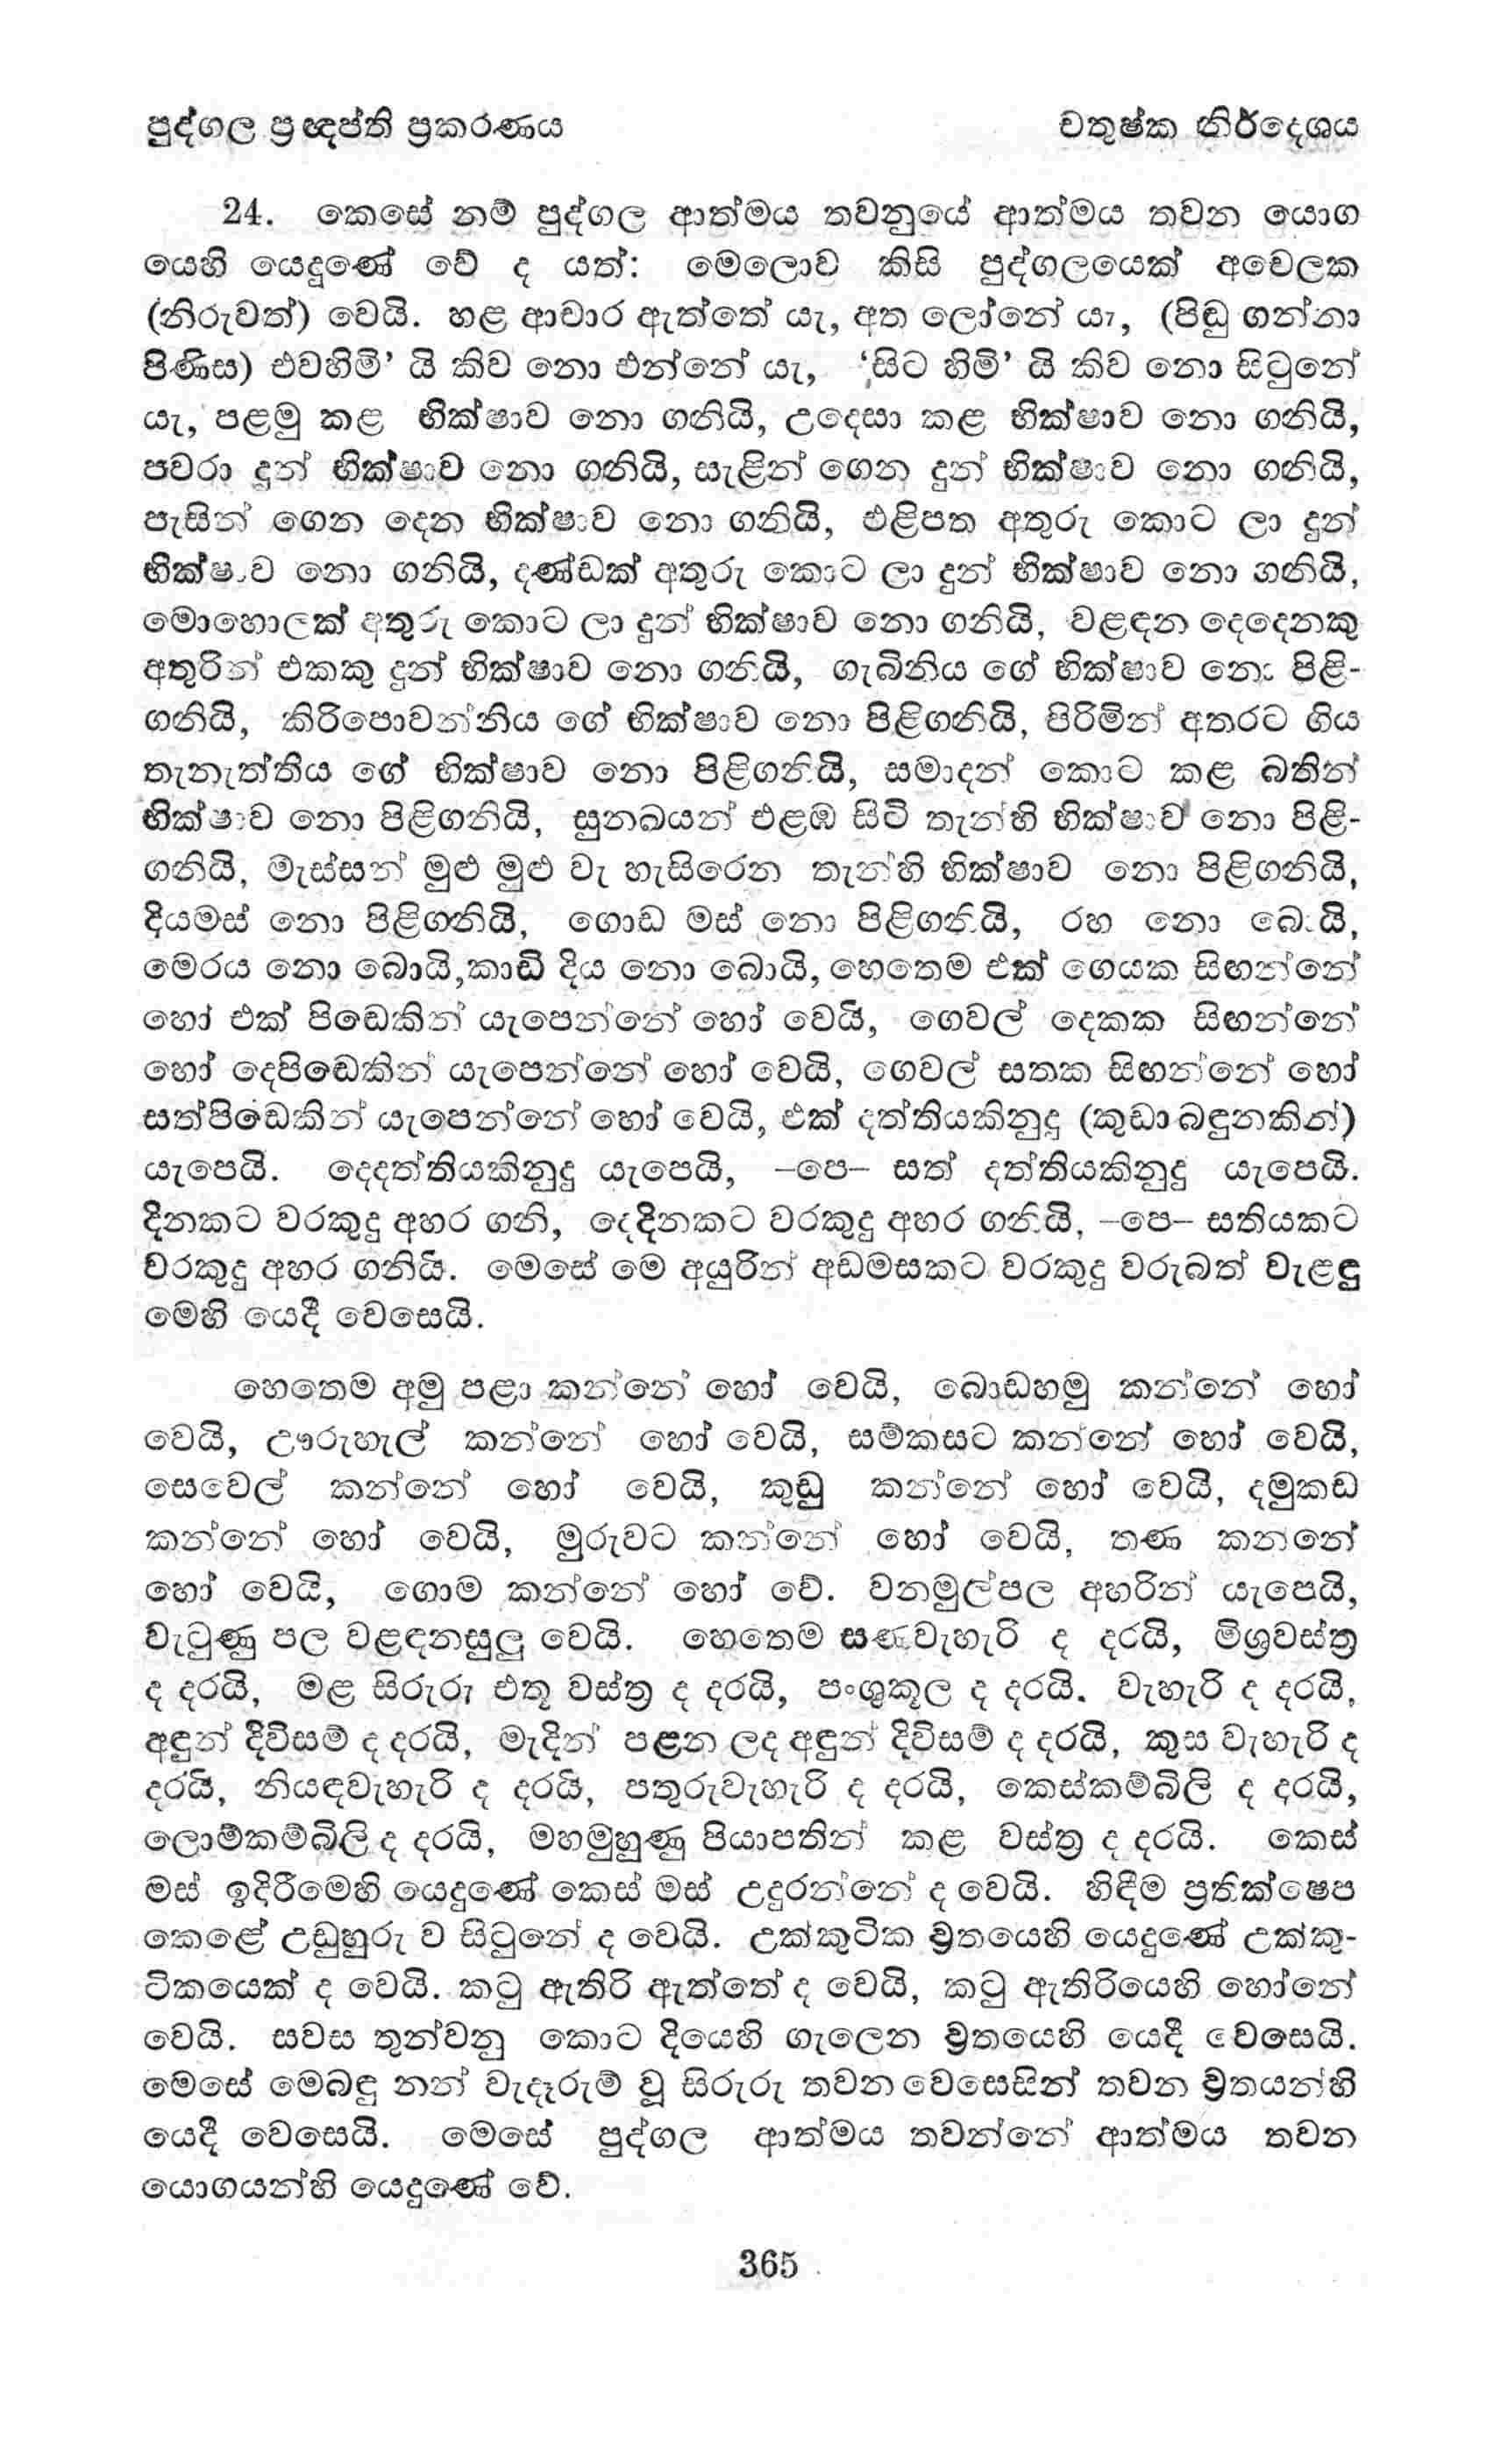 පුද්ගල ප්‍රඥප්ති ප්‍රකරණය
චතුෂ්ක නිර්දෙශය
24. කෙසේ නම් පුද්ගල ආත්මය තවනුයේ ආත්මය තවන යොග
යෙහි යෙදුණේ වේ ද යත්: මෙලොව කිසි පුද්ගලයෙක් අචෙලක
(නිරුවත්) වෙයි. හළ ආචාර ඇත්තේ යැ, අත ලෝනේ යැ, (පිඬු ගන්නා
පිණිස) එවහිමි’ යි කිව නො එන්නේ යැ, ‘සිට හිමි’ යි කිව නො සිටුනේ
යැ, පළමු කළ භික්ෂාව නො ගනියි, උදෙසා කළ භික්ෂාව නො ගනියි,
පවරා දුන් භික්ෂාව නො ගනියි, සැළින් ගෙන දුන් භික්ෂාව නො ගනියි,
පැසින් ගෙන දෙන භික්ෂාව නො ගනියි, එළිපත අතුරු කොට ලා දුන්
භික්ෂාව නො ගනියි, දණ්ඩක් අතුරු කොට ලා දුන් භික්ෂාව නො ගනියි,
මොහොලක් අතුරු කොට ලා දුන් භික්ෂාව නො ගනියි, වළඳන දෙදෙනකු
අතුරින් එකකු දුන් භික්ෂාව නො ගනියි, ගැබිනිය ගේ භික්ෂාව නො පිළි-
ගනියි, කිරිපොවන්නිය ගේ භික්ෂාව නො පිළිගනියි, පිරිමින් අතරට ගිය
තැනැත්තිය ගේ භික්ෂාව නො පිළිගනියි, සමාදන් කොට කළ බතින්
භික්ෂාව නො පිළිගනියි, සුනඛයන් එළඹ සිටි තැන්හි භික්ෂාව නො පිළි-
ගනියි, මැස්සන් මුළු මුළු වැ හැසිරෙන තැන්හි භික්ෂාව නො පිළිගනියි,
දියමස් නො පිළිගනියි, ගොඩ මස් නො පිළිගනියි, රහ නො බොයි,
මෙරය නො බොයි,කාඩි දිය නො බොයි, හෙතෙම එක් ගෙයක සිඟන්නේ
හෝ එක් පිඬෙකින් යැපෙන්නේ හෝ වෙයි, ගෙවල් දෙකක සිඟන්නේ
හෝ දෙපිඬෙකින් යැපෙන්නේ හෝ වෙයි, ගෙවල් සතක සිඟන්නේ හෝ
සත්පිඬෙකින් යැපෙන්නේ හෝ වෙයි, එක් දත්තියකිනුදු (කුඩා බඳුනකින්)
යැපෙයි. දෙදත්තියකිනුදු යැපෙයි, –පෙ– සත් දත්තියකිනුදු යැපෙයි.
දිනකට වරකුදු අහර ගනි, දෙදිනකට වරකුදු අහර ගනියි, –පෙ– සතියකට
වරකුදු අහර ගනියි. මෙසේ මෙ අයුරින් අඩමසකට වරකුදු වරුබත් වැළඳු
මෙහි යෙදී වෙසෙයි.
හෙතෙම අමු පළා කන්නේ හෝ වෙයි, බොඩහමු කන්නේ හෝ
වෙයි, ඌරුහැල් කන්නේ හෝ වෙයි, සම්කසට කන්නේ හෝ වෙයි,
සෙවෙල් කන්නේ හෝ වෙයි, කුඩු කන්නේ හෝ වෙයි, දමුකඩ
කන්නේ හෝ වෙයි, මුරුවට කන්නේ හෝ වෙයි, තණ කන්නේ
හෝ වෙයි, ගොම කන්නේ හෝ වේ. වනමුල්පල අහරින් යැපෙයි,
වැටුණු පල වළඳනසුලු වෙයි. හෙතෙම සණවැහැරි ද දරයි, මිශ්‍රවස්ත්‍ර
ද දරයි, මළ සිරුරු එතූ වස්ත්‍ර ද දරයි, පංශුකූල ද දරයි. වැහැරි ද දරයි,
අඳුන් දිවිසම් ද දරයි, මැදින් පළන ලද අඳුන් දිවිසම් ද දරයි, කුස වැහැරි ද
දරයි, නියඳවැහැරි ද දරයි, පතුරුවැහැරි ද දරයි, කෙස්කම්බිලි ද දරයි,
ලොම්කම්බිලි ද දරයි, මහමුහුණු පියාපතින් කළ වස්ත්‍ර ද දරයි. කෙස්
මස් ඉදිරීමෙහි යෙදුණේ කෙස් මස් උදුරන්නේ ද වෙයි. හිඳීම ප්‍රතික්ෂෙප
කෙළේ උඩුහුරු ව සිටුනේ ද වෙයි. උක්කුටික ව්‍රතයෙහි යෙදුණේ උක්කු-
ටිකයෙක් ද වෙයි. කටු ඇතිරි ඇත්තේ ද වෙයි, කටු ඇතිරියෙහි හෝනේ
වෙයි. සවස තුන්වනු කොට දියෙහි ගැලෙන ව්‍රතයෙහි යෙදී වෙසෙයි.
මෙසේ මෙබඳු නන් වැදෑරුම් වූ සිරුරු තවන වෙසෙසින් තවන ව්‍රතයන්හි
යෙදී වෙසෙයි. මෙසේ පුද්ගල ආත්මය තවන්නේ ආත්මය තවන
යොගයන්හි යෙදුණේ වේ.
365